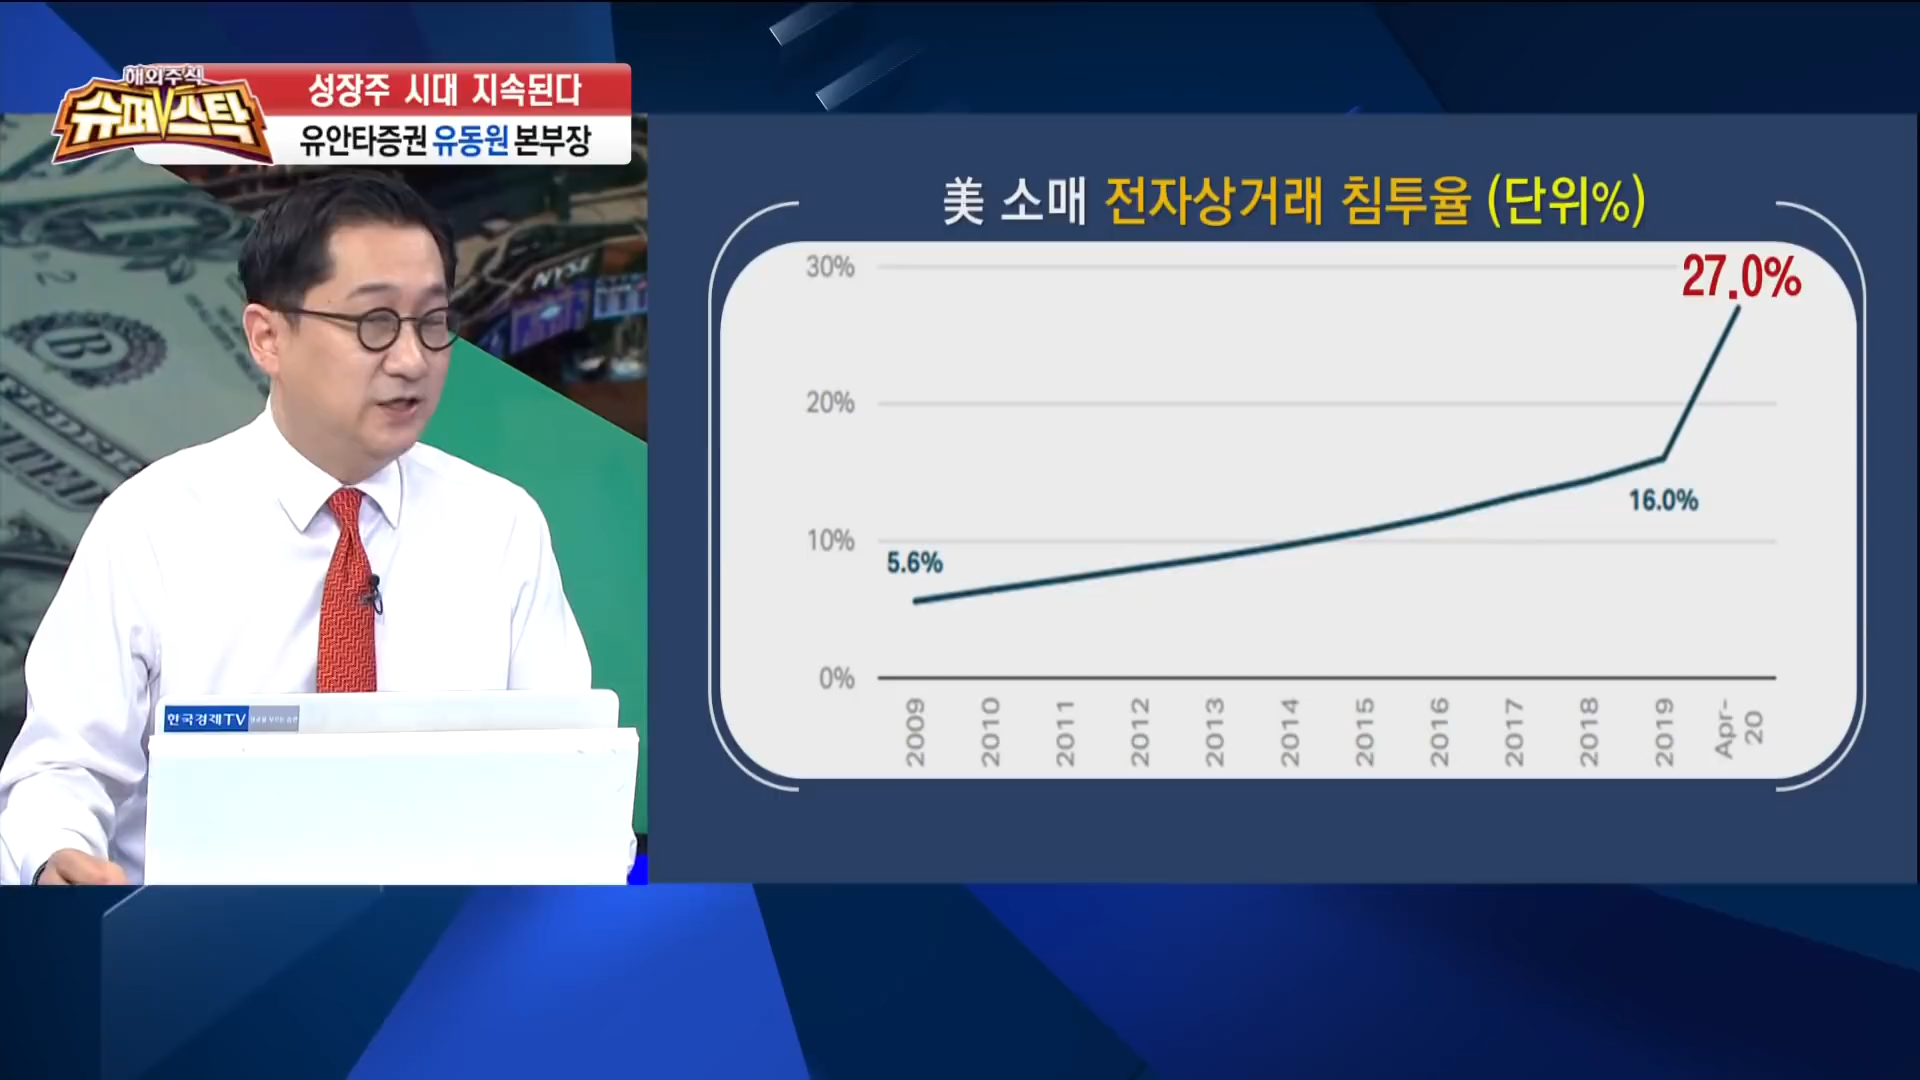 해외주식
슈퍼V스탁
성장주 시대 지속된다
유안타증권 유동원 본부장
美 소매 전자상거래 침투율 (단위%)
30%
27.0%
20%
16.0%
10%
5.6%
0%
2009
2010
2011
2012
2013
2014
2015
2016
2017
2018
2019
Apr-
20
NYSE
B
2
한국경제TV